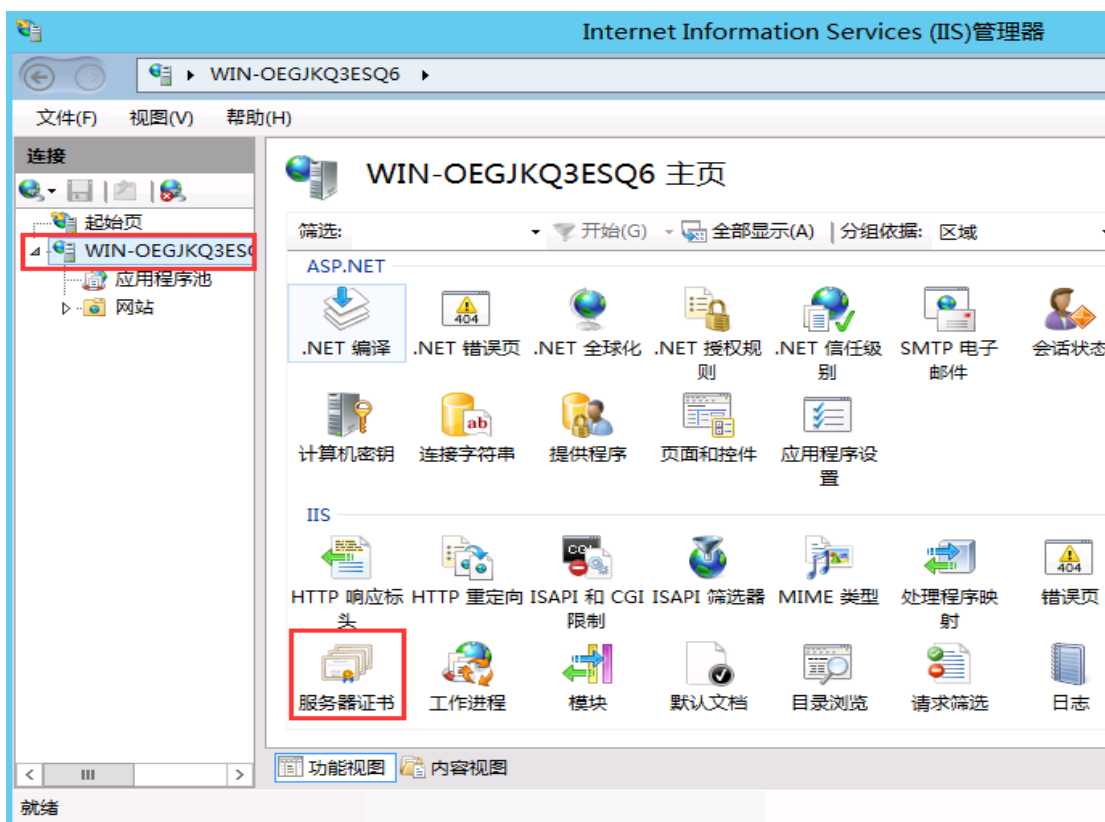 Internet Information Services (IIS)管理器
WIN-OEGJKQ3ESQ6
文件(F) 视图(V) 帮助(H)
连接
起始页
WIN-OEGJKQ3ES
应用程序池
网站
WIN-OEGJKQ3ESQ6 主页
筛选: 开始(G) 全部显示(A) 分组依据: 区域
ASP.NET
.NET 编译 .NET 错误页 .NET 全球化 .NET 授权规则 .NET 信任级别 SMTP 电子邮件 会话状态
计算机密钥 连接字符串 提供程序 页面和控件 应用程序设置
IIS
HTTP 响应标头 HTTP 重定向 ISAPI 和 CGI 限制 ISAPI 筛选器 MIME 类型 处理程序映射 错误页
服务器证书 工作进程 模块 默认文档 目录浏览 请求筛选 日志
功能视图 内容视图
就绪